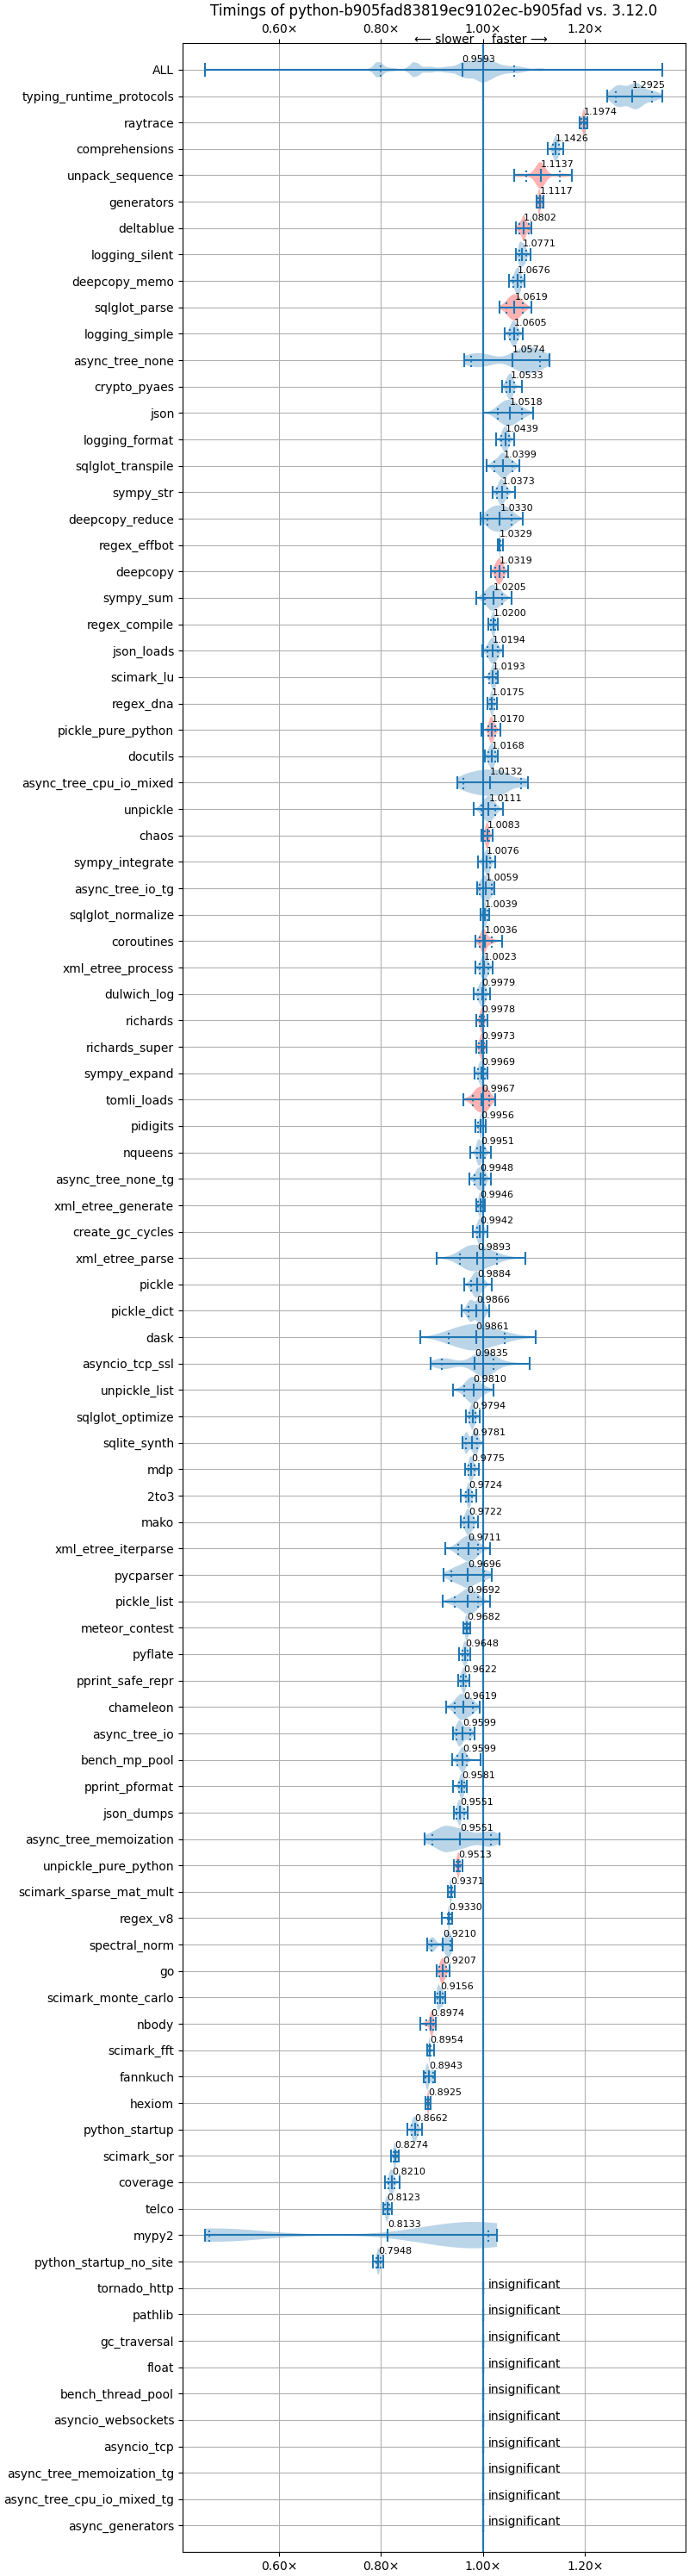 Timings of python-b905fad83819ec9102ec-b905fad vs. 3.12.0
0.60× 0.80× 1.00× 1.20×
⟵ slower faster ⟶
ALL 0.9593
typing_runtime_protocols 1.2925
raytrace 1.1974
comprehensions 1.1426
unpack_sequence 1.1137
generators 1.1117
deltablue 1.0802
logging_silent 1.0771
deepcopy_memo 1.0676
sqlglot_parse 1.0619
logging_simple 1.0605
async_tree_none 1.0574
crypto_pyaes 1.0533
json 1.0518
logging_format 1.0439
sqlglot_transpile 1.0399
sympy_str 1.0373
deepcopy_reduce 1.0330
regex_effbot 1.0329
deepcopy 1.0319
sympy_sum 1.0205
regex_compile 1.0200
json_loads 1.0194
scimark_lu 1.0193
regex_dna 1.0175
pickle_pure_python 1.0170
docutils 1.0168
async_tree_cpu_io_mixed 1.0132
unpickle 1.0111
chaos 1.0083
sympy_integrate 1.0076
async_tree_io_tg 1.0059
sqlglot_normalize 1.0039
coroutines 1.0036
xml_etree_process 1.0023
dulwich_log 0.9979
richards 0.9978
richards_super 0.9973
sympy_expand 0.9969
tomli_loads 0.9967
pidigits 0.9956
nqueens 0.9951
async_tree_none_tg 0.9948
xml_etree_generate 0.9946
create_gc_cycles 0.9942
xml_etree_parse 0.9893
pickle 0.9884
pickle_dict 0.9866
dask 0.9861
asyncio_tcp_ssl 0.9835
unpickle_list 0.9810
sqlglot_optimize 0.9794
sqlite_synth 0.9781
mdp 0.9775
2to3 0.9724
mako 0.9722
xml_etree_iterparse 0.9711
pycparser 0.9696
pickle_list 0.9692
meteor_contest 0.9682
pyflate 0.9648
pprint_safe_repr 0.9622
chameleon 0.9619
async_tree_io 0.9599
bench_mp_pool 0.9599
pprint_pformat 0.9581
json_dumps 0.9551
async_tree_memoization 0.9551
unpickle_pure_python 0.9513
scimark_sparse_mat_mult 0.9371
regex_v8 0.9330
spectral_norm 0.9210
go 0.9207
scimark_monte_carlo 0.9156
nbody 0.8974
scimark_fft 0.8954
fannkuch 0.8943
hexiom 0.8925
python_startup 0.8662
scimark_sor 0.8274
coverage 0.8210
telco 0.8123
mypy2 0.8133
python_startup_no_site 0.7948
tornado_http insignificant
pathlib insignificant
gc_traversal insignificant
float insignificant
bench_thread_pool insignificant
asyncio_websockets insignificant
asyncio_tcp insignificant
async_tree_memoization_tg insignificant
async_tree_cpu_io_mixed_tg insignificant
async_generators insignificant
0.60× 0.80× 1.00× 1.20×